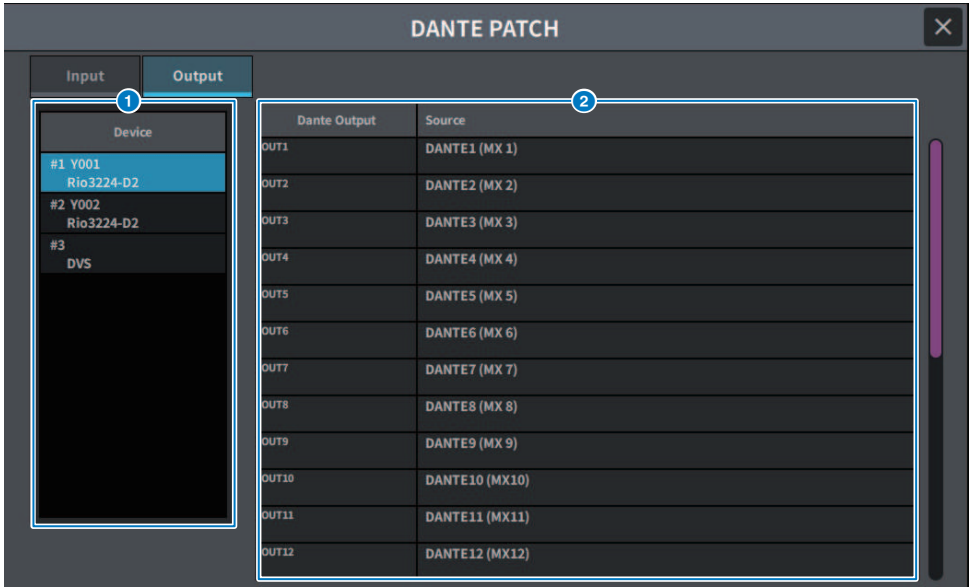 DANTE PATCH
Input Output
1
Device
#1 Y001
Rio3224-D2
#2 Y002
Rio3224-D2
#3
DVS
2
Dante Output Source
OUT1 DANTE1 (MX 1)
OUT2 DANTE2 (MX 2)
OUT3 DANTE3 (MX 3)
OUT4 DANTE4 (MX 4)
OUT5 DANTE5 (MX 5)
OUT6 DANTE6 (MX 6)
OUT7 DANTE7 (MX 7)
OUT8 DANTE8 (MX 8)
OUT9 DANTE9 (MX 9)
OUT10 DANTE10 (MX10)
OUT11 DANTE11 (MX11)
OUT12 DANTE12 (MX12)